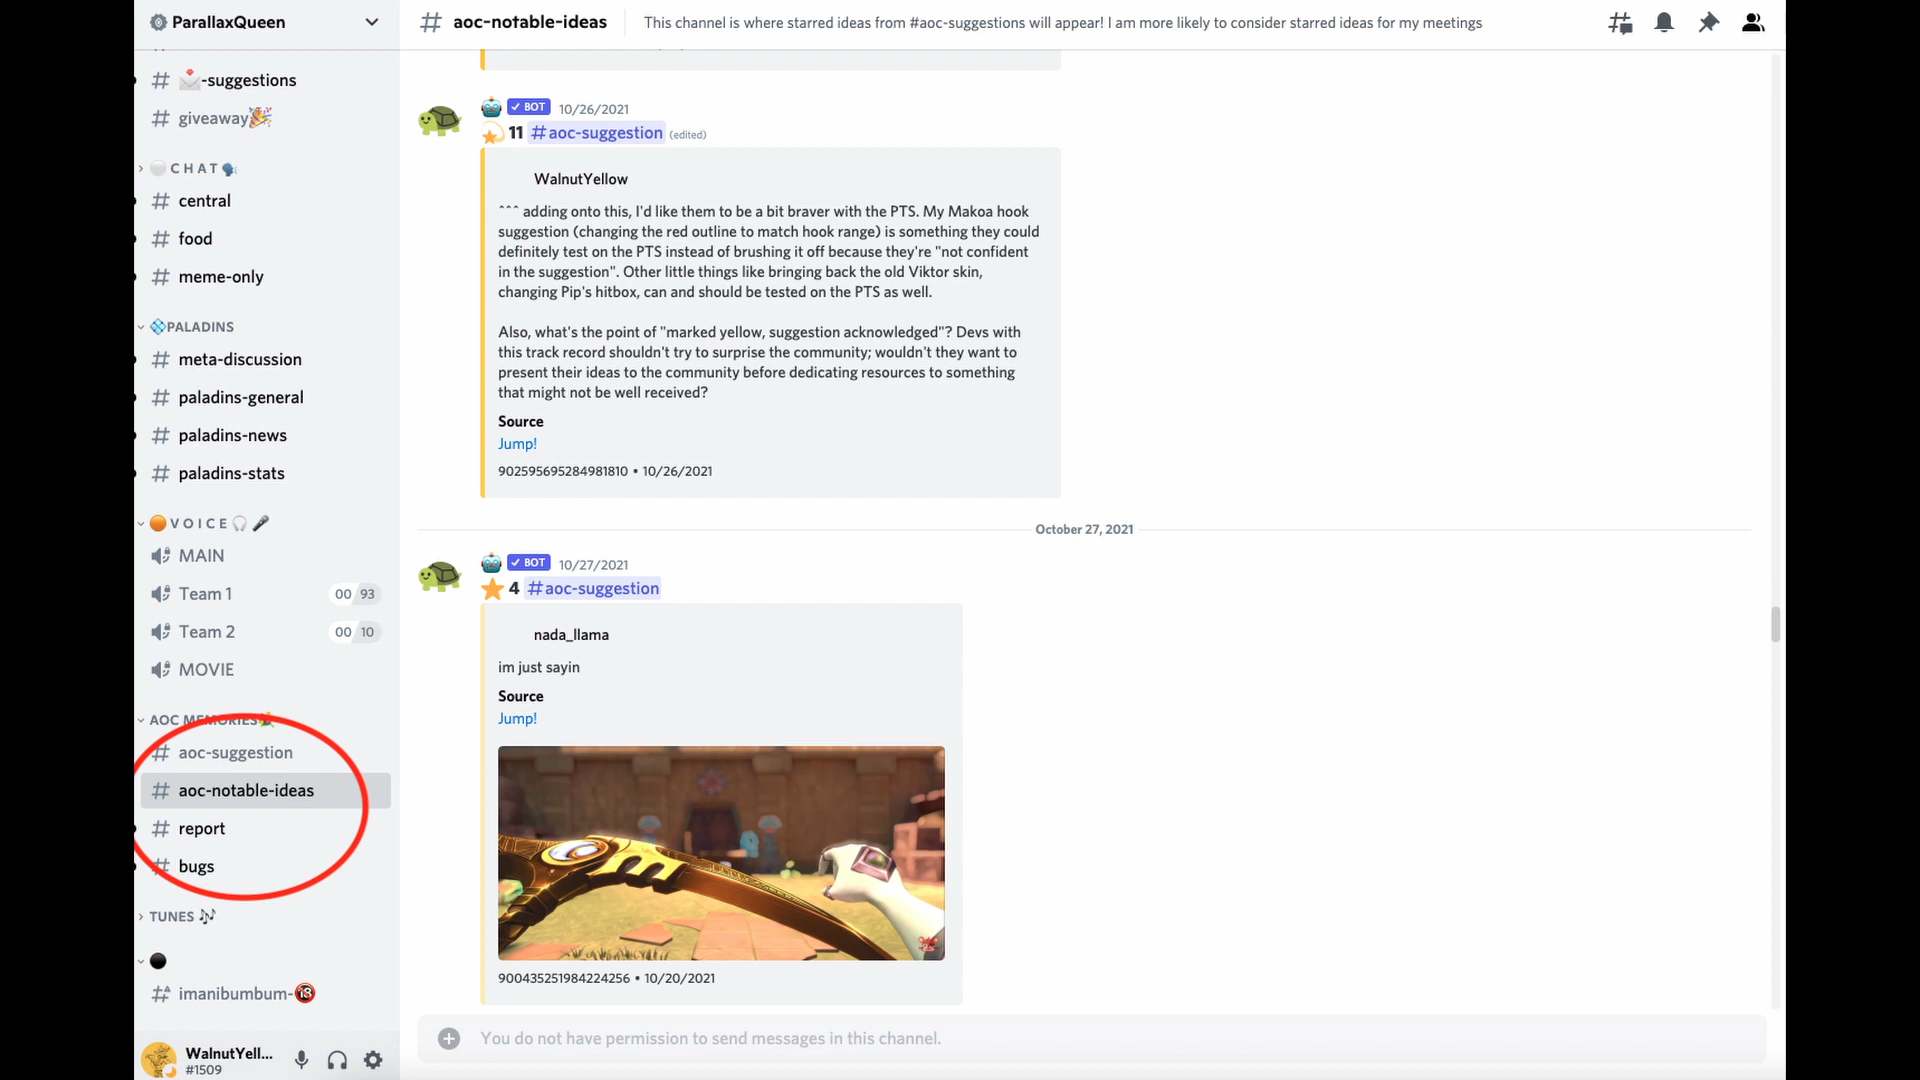 ParallaxQueen
-suggestions
giveaway
CHAT
central
food
meme-only
PALADINS
meta-discussion
paladins-general
paladins-news
paladins-stats
VOICE
MAIN
Team 1 00 93
Team 2 00 10
MOVIE
AOC MEMORIES
aoc-suggestion
aoc-notable-ideas
report
bugs
TUNES
imanibumbum-18
WalnutYell...
#1509
aoc-notable-ideas
This channel is where starred ideas from #aoc-suggestions will appear! I am more likely to consider starred ideas for my meetings
BOT 10/26/2021
11 #aoc-suggestion (edited)
WalnutYellow
^^^ adding onto this, I'd like them to be a bit braver with the PTS. My Makoa hook
suggestion (changing the red outline to match hook range) is something they could
definitely test on the PTS instead of brushing it off because they're "not confident
in the suggestion". Other little things like bringing back the old Viktor skin,
changing Pip's hitbox, can and should be tested on the PTS as well.
Also, what's the point of "marked yellow, suggestion acknowledged"? Devs with
this track record shouldn't try to surprise the community; wouldn't they want to
present their ideas to the community before dedicating resources to something
that might not be well received?
Source
Jump!
902595695284981810 • 10/26/2021
October 27, 2021
BOT 10/27/2021
4 #aoc-suggestion
nada_llama
im just sayin
Source
Jump!
900435251984224256 • 10/20/2021
You do not have permission to send messages in this channel.